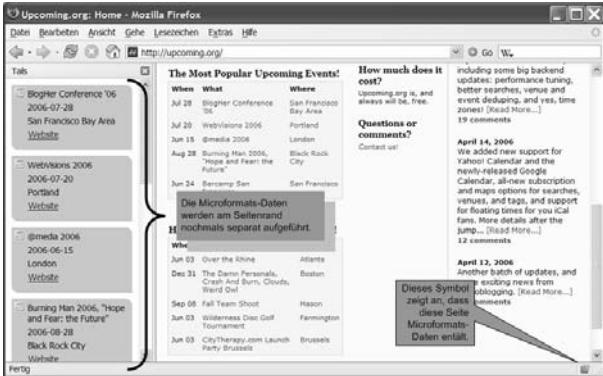 Upcoming.org: Home - Mozilla Firefox
Datei Bearbeiten Ansicht Gehe Lesezeichen Extras Hilfe
http://upcoming.org/ Go
Tails
BlogHer Conference '06
2006-07-28
San Francisco Bay Area
Website
WebVisions 2006
2006-07-20
Portland
Website
@media 2006
2006-06-15
London
Website
Burning Man 2006, "Hope
and Fear: the Future"
2006-08-28
Black Rock City
Website
The Most Popular Upcoming Events!
When What Where
Jul 28 BlogHer Conference San Francisco
'06 Bay Area
Jul 20 WebVisions 2006 Portland
Jun 15 @media 2006 London
Aug 28 Burning Man 2006, Black Rock
"Hope and Fear: the City
Future"
Jun 24 Barcamp San San Francisco
Die Microformats-Daten
werden am Seitenrand
nochmals separat aufgeführt.
Jun 03 Over the Rhine Atlanta
Dec 31 The Damn Personals, Boston
Crash And Burn, Clouds,
Weird Owl
Sep 08 Fall Team Shoot Mason
Jun 03 Wilderness Disc Golf Farmington
Tournament
Jun 03 CityTherapy.com Launch Brussels
Party Brussels
How much does it
cost?
Upcoming.org is, and
always will be, free.
Questions or
comments?
Contact us!
including some big backend
updates: performance tuning,
better searches, venue and
event deduping, and yes, time
zones! [Read More...]
19 comments
April 14, 2006
We added new support for
Yahoo! Calendar and the
newly-released Google
Calendar, all-new subscription
and maps options for searches,
venues, and tags, and support
for floating times for you iCal
fans. More details after the
jump... [Read More...]
12 comments
April 12, 2006
Another batch of updates, and
exciting news from
[Read More...]
comments
Dieses Symbol
zeigt an, dass
diese Seite
Microformats-
Daten entält.
Fertig